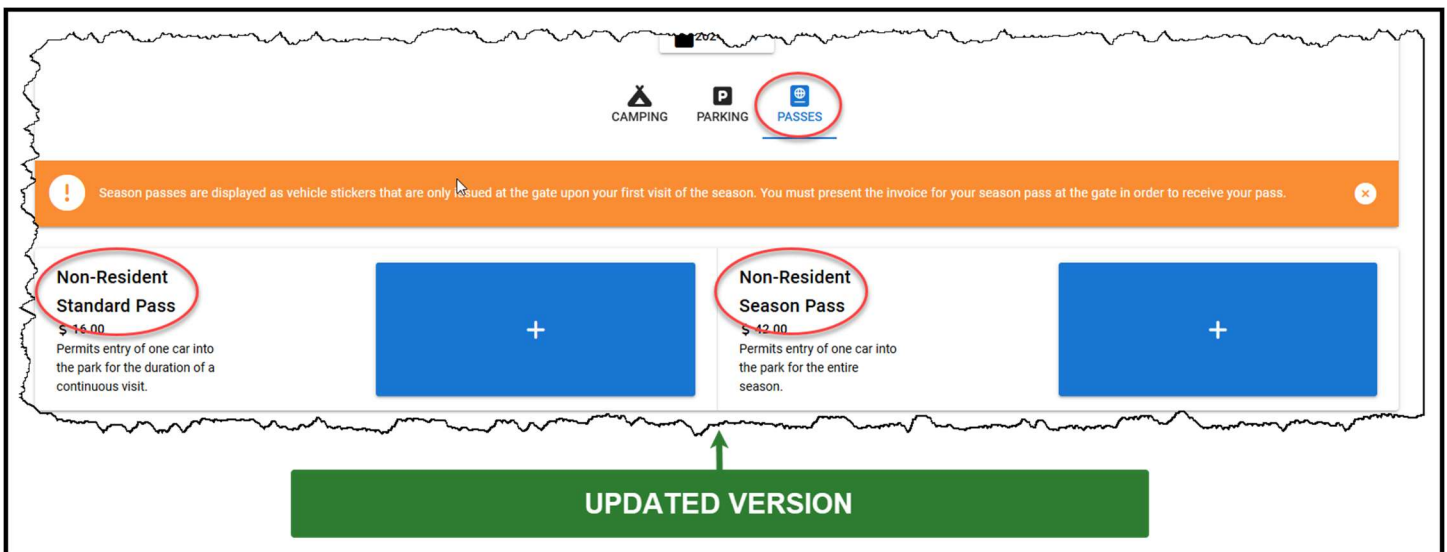 CAMPING PARKING PASSES
Season passes are displayed as vehicle stickers that are only issued at the gate upon your first visit of the season. You must present the invoice for your season pass at the gate in order to receive your pass.
Non-Resident
Standard Pass
$ 16.00
Permits entry of one car into
the park for the duration of a
continuous visit.
Non-Resident
Season Pass
$ 42.00
Permits entry of one car into
the park for the entire
season.
UPDATED VERSION